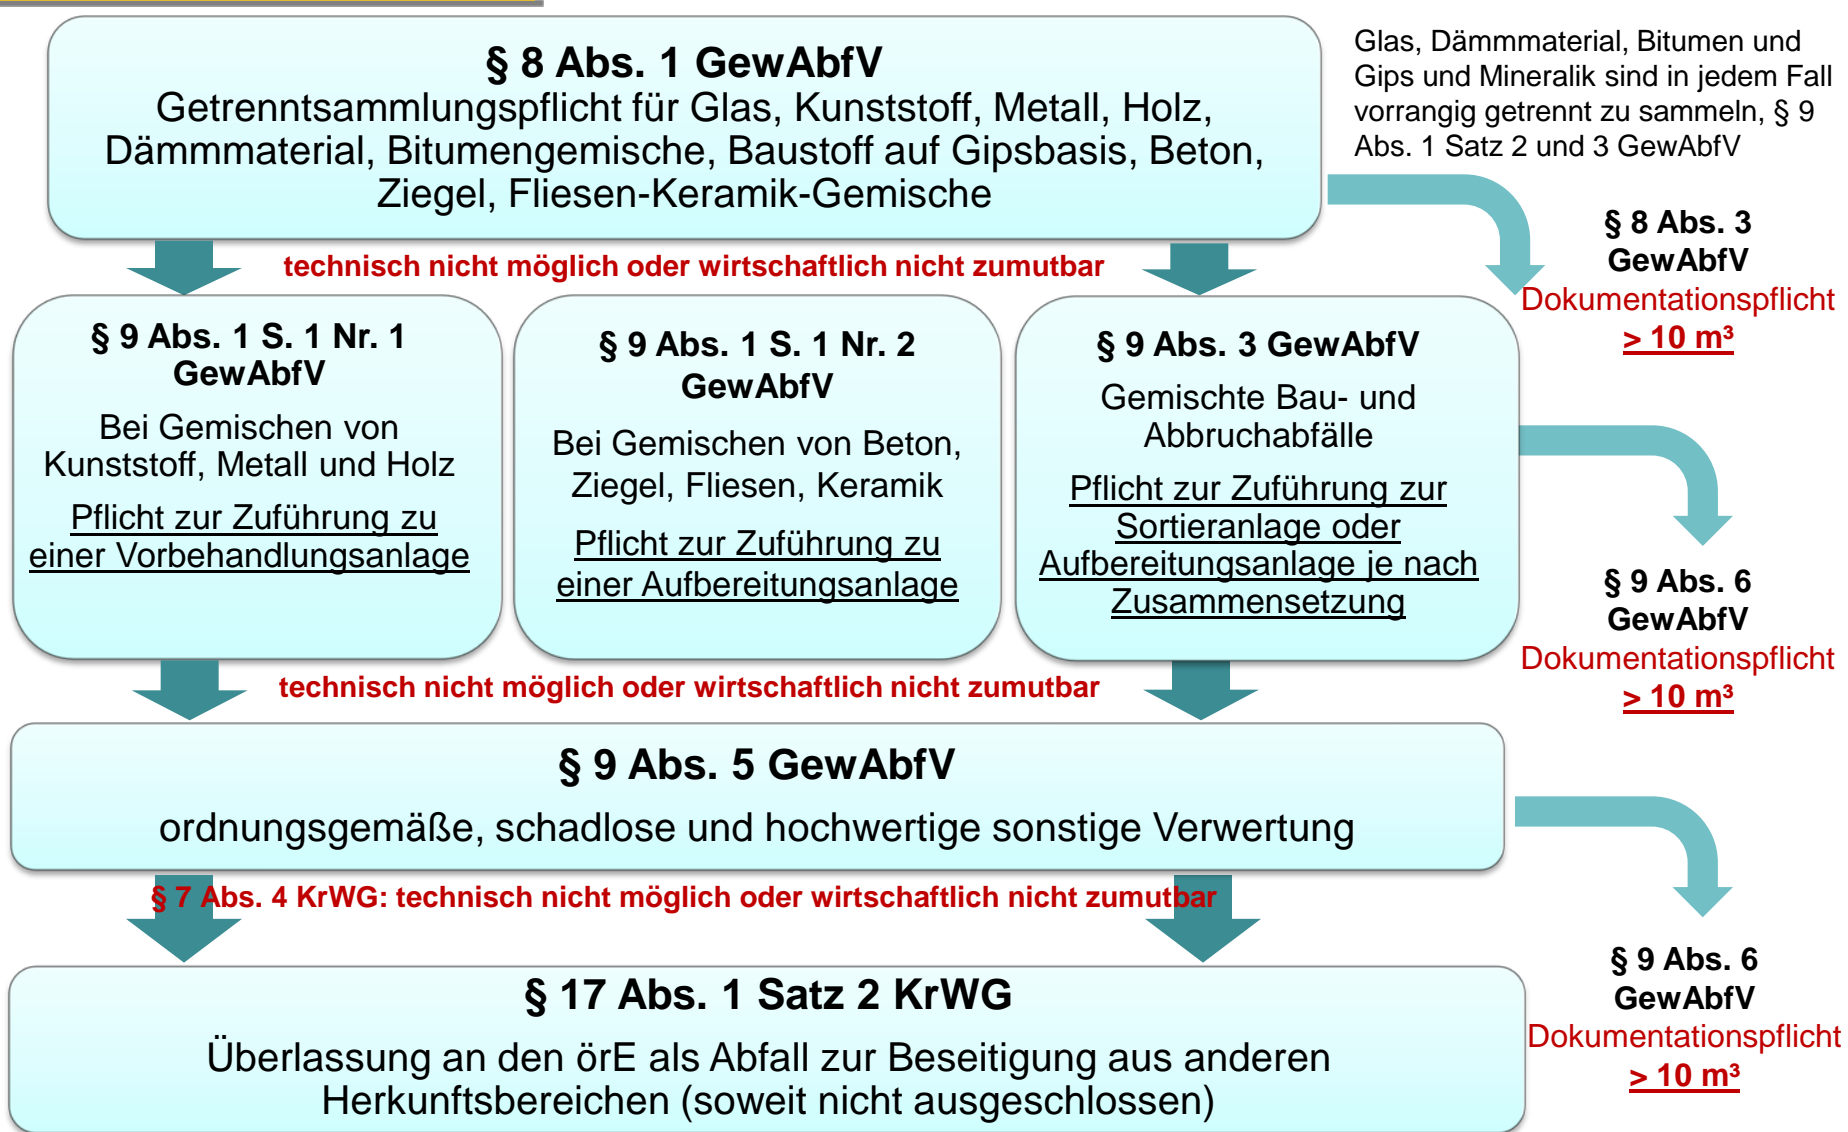 § 8 Abs. 1 GewAbfV
Getrenntsammlungspflicht für Glas, Kunststoff, Metall, Holz,
Dämmmaterial, Bitumengemische, Baustoff auf Gipsbasis, Beton,
Ziegel, Fliesen-Keramik-Gemische
Glas, Dämmmaterial, Bitumen und
Gips und Mineralik sind in jedem Fall
vorrangig getrennt zu sammeln, § 9
Abs. 1 Satz 2 und 3 GewAbfV
§ 8 Abs. 3
GewAbfV
Dokumentationspflicht
> 10 m³
technisch nicht möglich oder wirtschaftlich nicht zumutbar
§ 9 Abs. 1 S. 1 Nr. 1
GewAbfV
Bei Gemischen von
Kunststoff, Metall und Holz
Pflicht zur Zuführung zu
einer Vorbehandlungsanlage
§ 9 Abs. 1 S. 1 Nr. 2
GewAbfV
Bei Gemischen von Beton,
Ziegel, Fliesen, Keramik
Pflicht zur Zuführung zu
einer Aufbereitungsanlage
§ 9 Abs. 3 GewAbfV
Gemischte Bau- und
Abbruchabfälle
Pflicht zur Zuführung zur
Sortieranlage oder
Aufbereitungsanlage je nach
Zusammensetzung
§ 9 Abs. 6
GewAbfV
Dokumentationspflicht
> 10 m³
technisch nicht möglich oder wirtschaftlich nicht zumutbar
§ 9 Abs. 5 GewAbfV
ordnungsgemäße, schadlose und hochwertige sonstige Verwertung
§ 7 Abs. 4 KrWG: technisch nicht möglich oder wirtschaftlich nicht zumutbar
§ 9 Abs. 6
GewAbfV
Dokumentationspflicht
> 10 m³
§ 17 Abs. 1 Satz 2 KrWG
Überlassung an den örE als Abfall zur Beseitigung aus anderen
Herkunftsbereichen (soweit nicht ausgeschlossen)